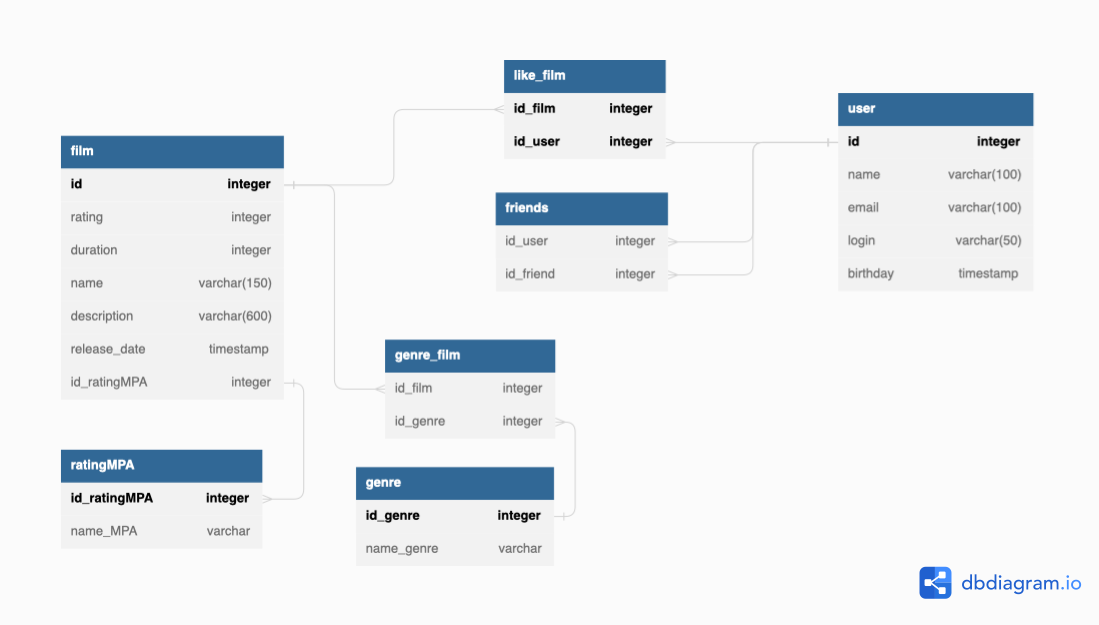 like_film
id_film integer
id_user integer
user
id integer
name varchar(100)
email varchar(100)
login varchar(50)
birthday timestamp
film
id integer
rating integer
duration integer
name varchar(150)
description varchar(600)
release_date timestamp
id_ratingMPA integer
friends
id_user integer
id_friend integer
genre_film
id_film integer
id_genre integer
ratingMPA
id_ratingMPA integer
name_MPA varchar
genre
id_genre integer
name_genre varchar
dbdiagram.io